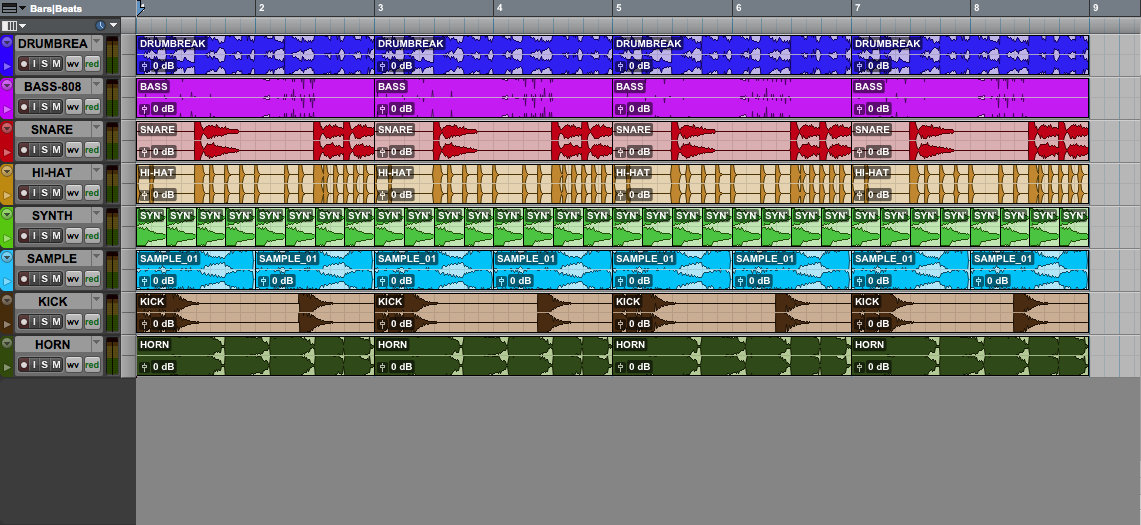 Bars|Beats 2 3 4 5 6 7 8 9
DRUMBREA DRUMBREAK DRUMBREAK DRUMBREAK DRUMBREAK
I S M wv red 0 dB 0 dB 0 dB 0 dB
BASS-808 BASS BASS BASS BASS
I S M wv red 0 dB 0 dB 0 dB 0 dB
SNARE SNARE SNARE SNARE SNARE
I S M wv red 0 dB 0 dB 0 dB 0 dB
HI-HAT HI-HAT HI-HAT HI-HAT HI-HAT
I S M wv red 0 dB 0 dB 0 dB 0 dB
SYNTH SYN SYN SYN SYN SYN SYN SYN SYN SYN SYN SYN SYN SYN SYN SYN SYN SYN SYN SYN SYN SYN SYN SYN SYN SYN SYN SYN SYN SYN SYN SYN SYN
I S M wv red
SAMPLE SAMPLE_01 SAMPLE_01 SAMPLE_01 SAMPLE_01 SAMPLE_01 SAMPLE_01 SAMPLE_01 SAMPLE_01
I S M wv red 0 dB 0 dB 0 dB 0 dB 0 dB 0 dB 0 dB 0 dB
KICK KICK KICK KICK KICK
I S M wv red 0 dB 0 dB 0 dB 0 dB
HORN HORN HORN HORN HORN
I S M wv red 0 dB 0 dB 0 dB 0 dB